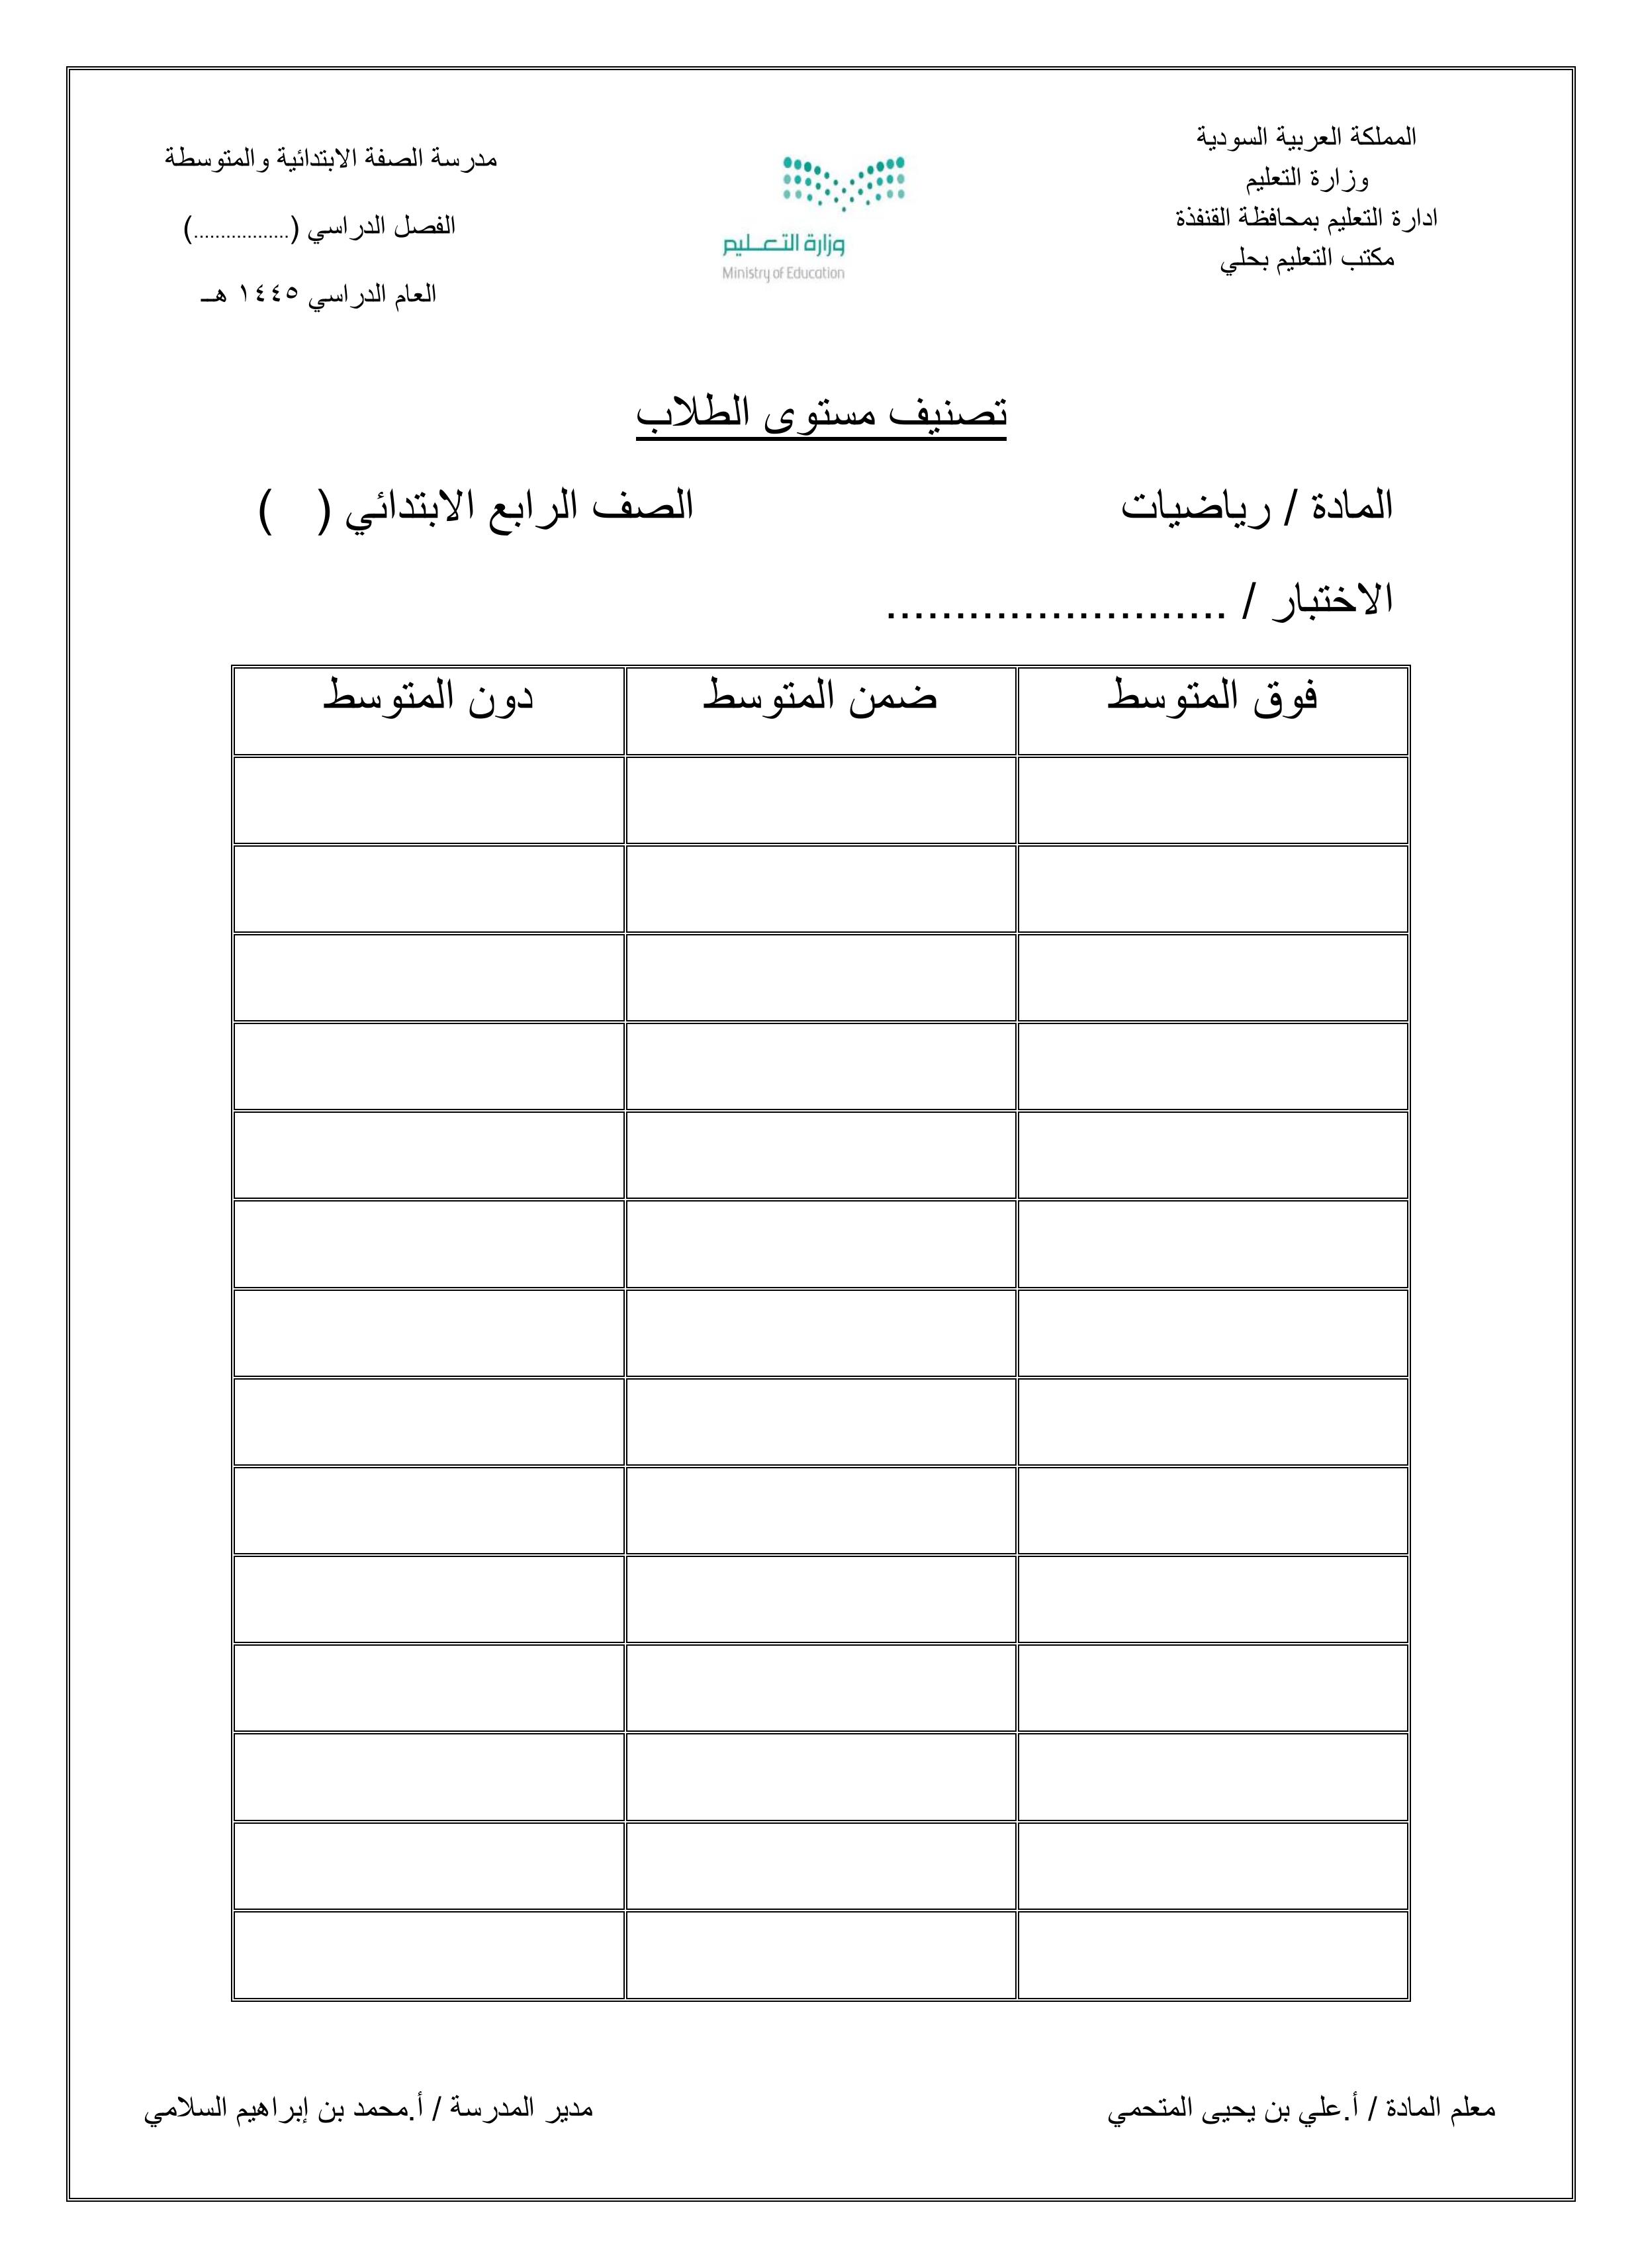 المملكة العربية السودية
وزارة التعليم
ادارة التعليم بمحافظة القنفذة
مكتب التعليم بحلي
وزارة التعـــليم
Ministry of Education
مدرسة الصفة الابتدائية والمتوسطة
الفصل الدراسي (..................)
العام الدراسي ١٤٤٥ هـ
تصنيف مستوى الطلاب
المادة / رياضيات الصف الرابع الابتدائي ( )
الاختبار / .........................
فوق المتوسط ضمن المتوسط دون المتوسط
معلم المادة / أ.علي بن يحيى المتحمي مدير المدرسة / أ.محمد بن إبراهيم السلامي